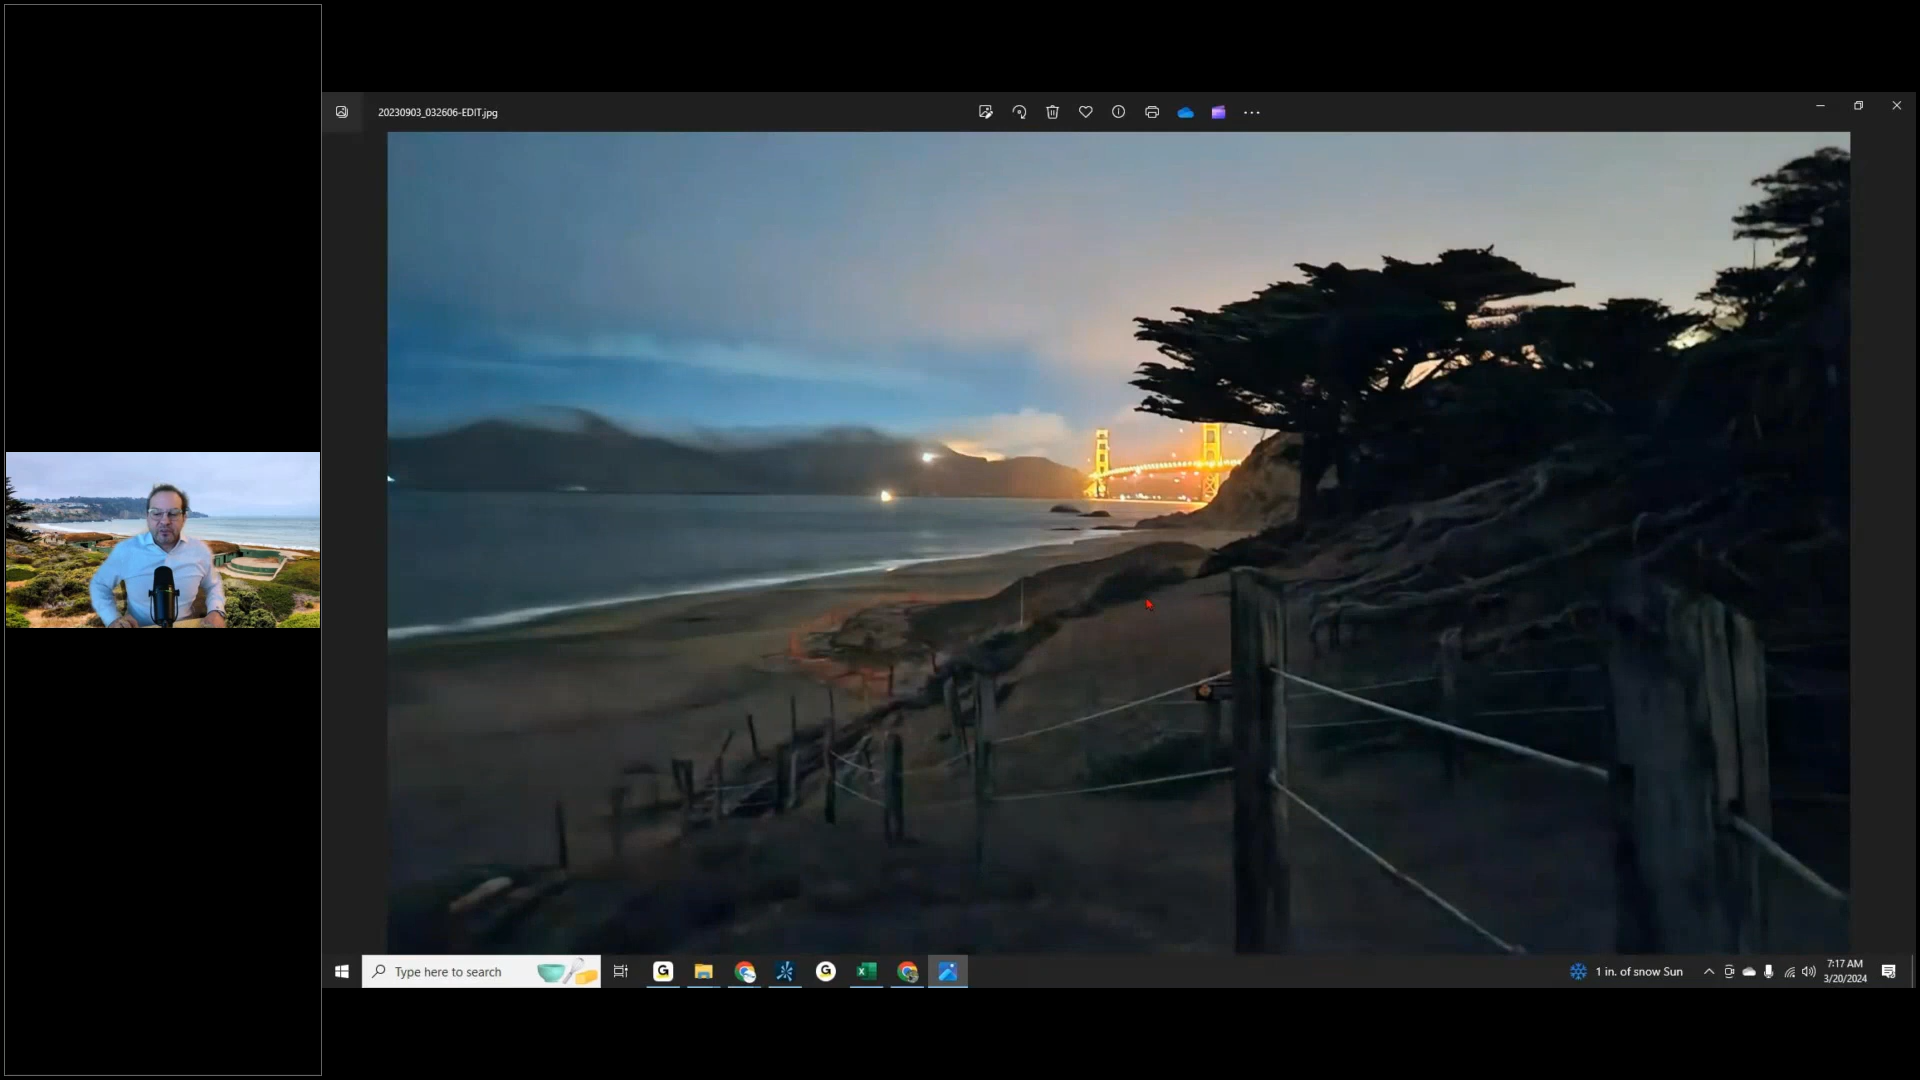 20230903_032606-EDIT.jpg
Type here to search
G
G
1 in. of snow Sun
7:17 AM
3/20/2024